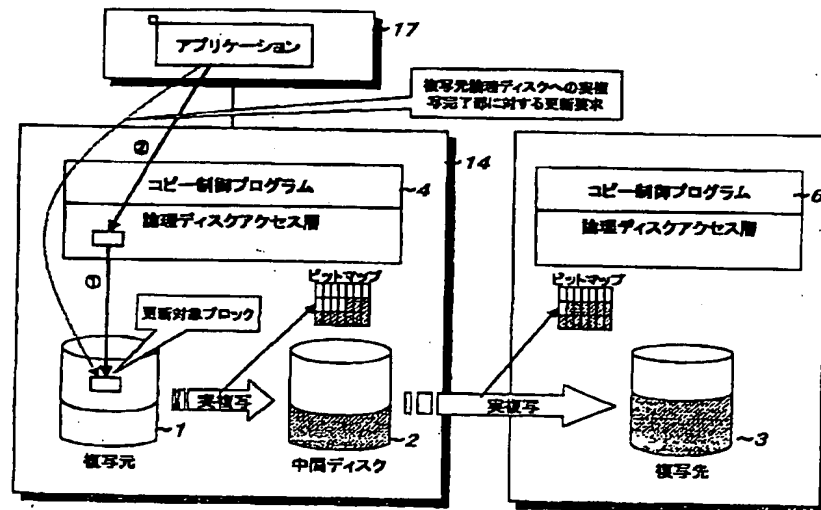 アプリケーション
~17
複写元論理ディスクへの実複
写完了部に対する更新要求
②
~14
コピー制御プログラム
~4
論理ディスクアクセス層
①
ビットマップ
更新対象ブロック
実複写
~1
複写元
~2
中間ディスク
コピー制御プログラム
~6
論理ディスクアクセス層
ビットマップ
実複写
~3
複写先